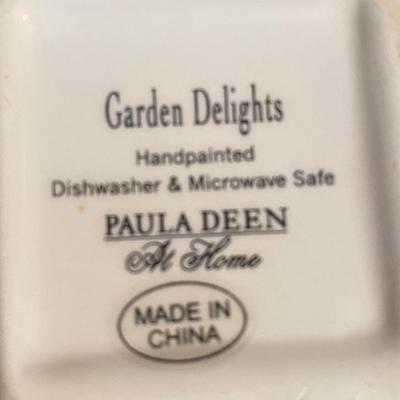 Garden Delights
Handpainted
Dishwasher & Microwave Safe
PAULA DEEN
At Home
MADE IN
CHINA